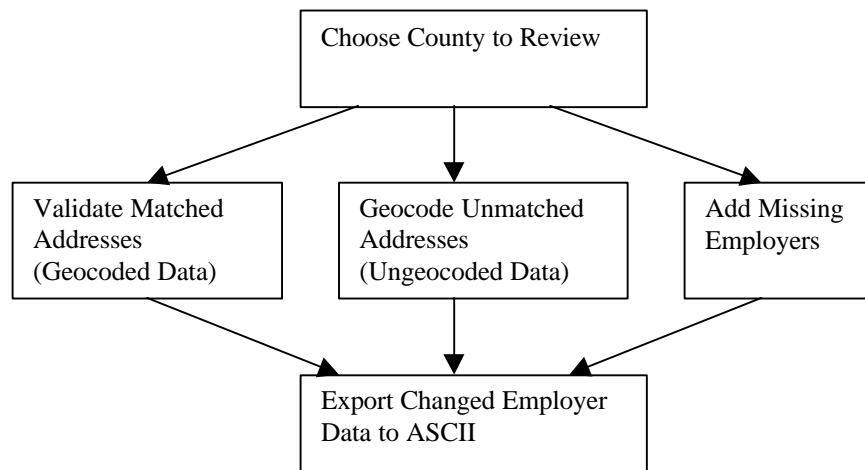 Choose County to Review
Validate Matched
Addresses
(Geocoded Data)
Geocode Unmatched
Addresses
(Ungeocoded Data)
Add Missing
Employers
Export Changed Employer
Data to ASCII